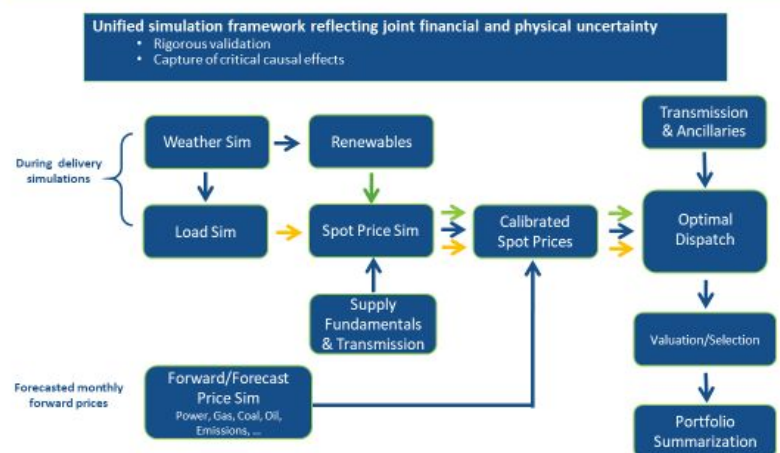 Unified simulation framework reflecting joint financial and physical uncertainty
• Rigorous validation
• Capture of critical causal effects
Transmission
& Ancillaries
During delivery
simulations
Weather Sim
Renewables
Load Sim
Spot Price Sim
Calibrated
Spot Prices
Optimal
Dispatch
Supply
Fundamentals
& Transmission
Valuation/Selection
Forecasted monthly
forward prices
Forward/Forecast
Price Sim
Power, Gas, Coal, Oil,
Emissions, ...
Portfolio
Summarization